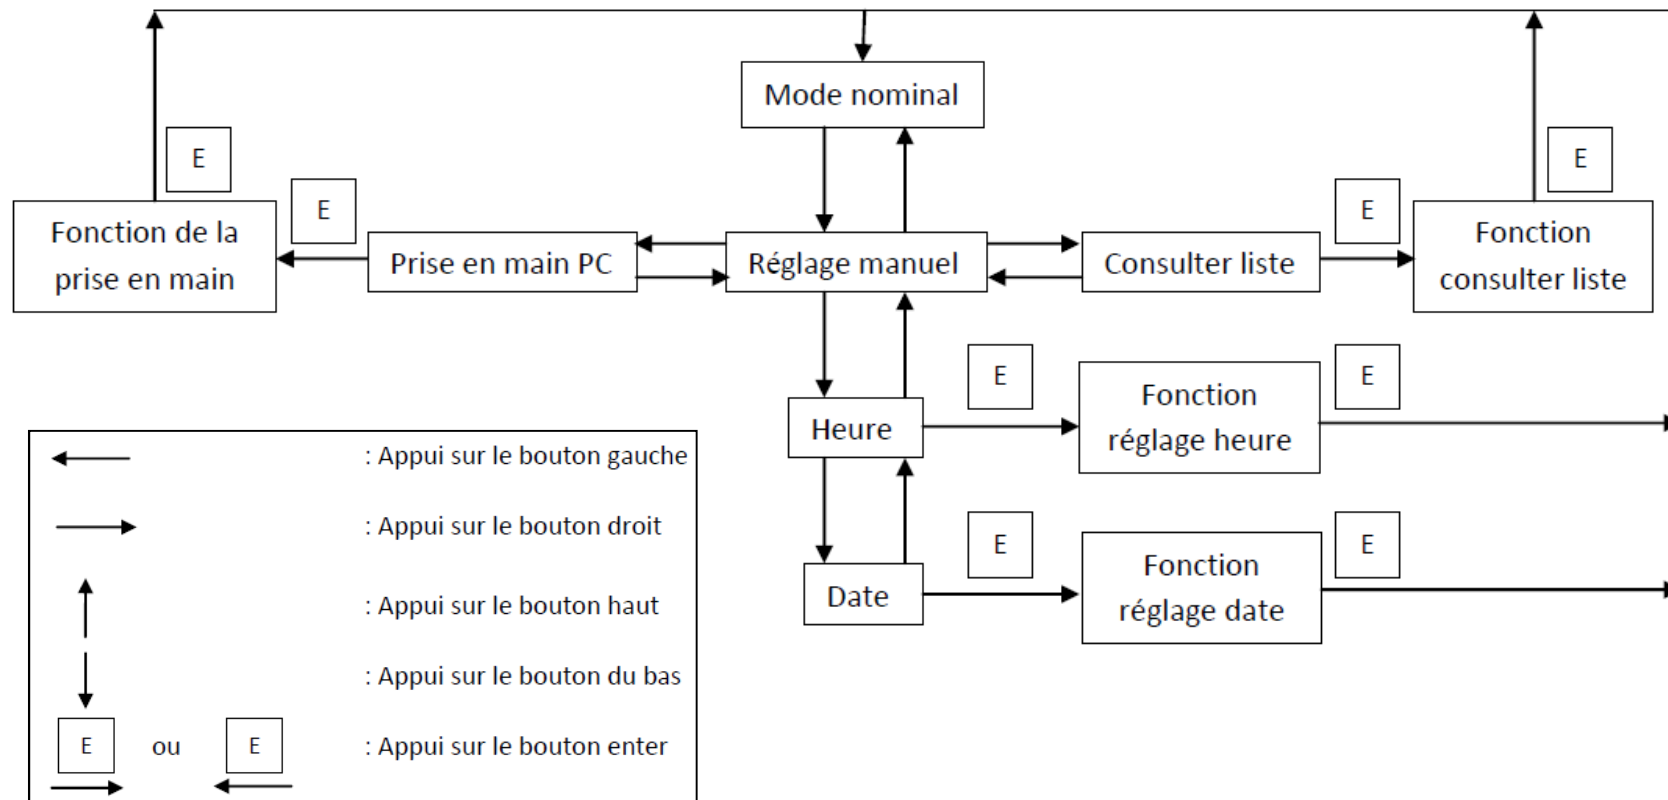 Mode nominal
E
E
E
E
Fonction de la
prise en main
Prise en main PC
Réglage manuel
Consulter liste
Fonction
consulter liste
E
E
Heure
Fonction
réglage heure
E
E
Date
Fonction
réglage date
: Appui sur le bouton gauche
: Appui sur le bouton droit
: Appui sur le bouton haut
: Appui sur le bouton du bas
E ou E : Appui sur le bouton enter